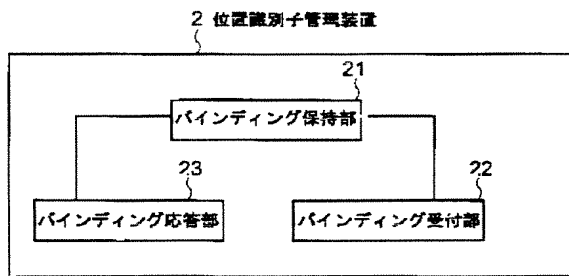 2 位置識別子管理装置
21
バインディング保持部
23
22
バインディング応答部
バインディング受付部